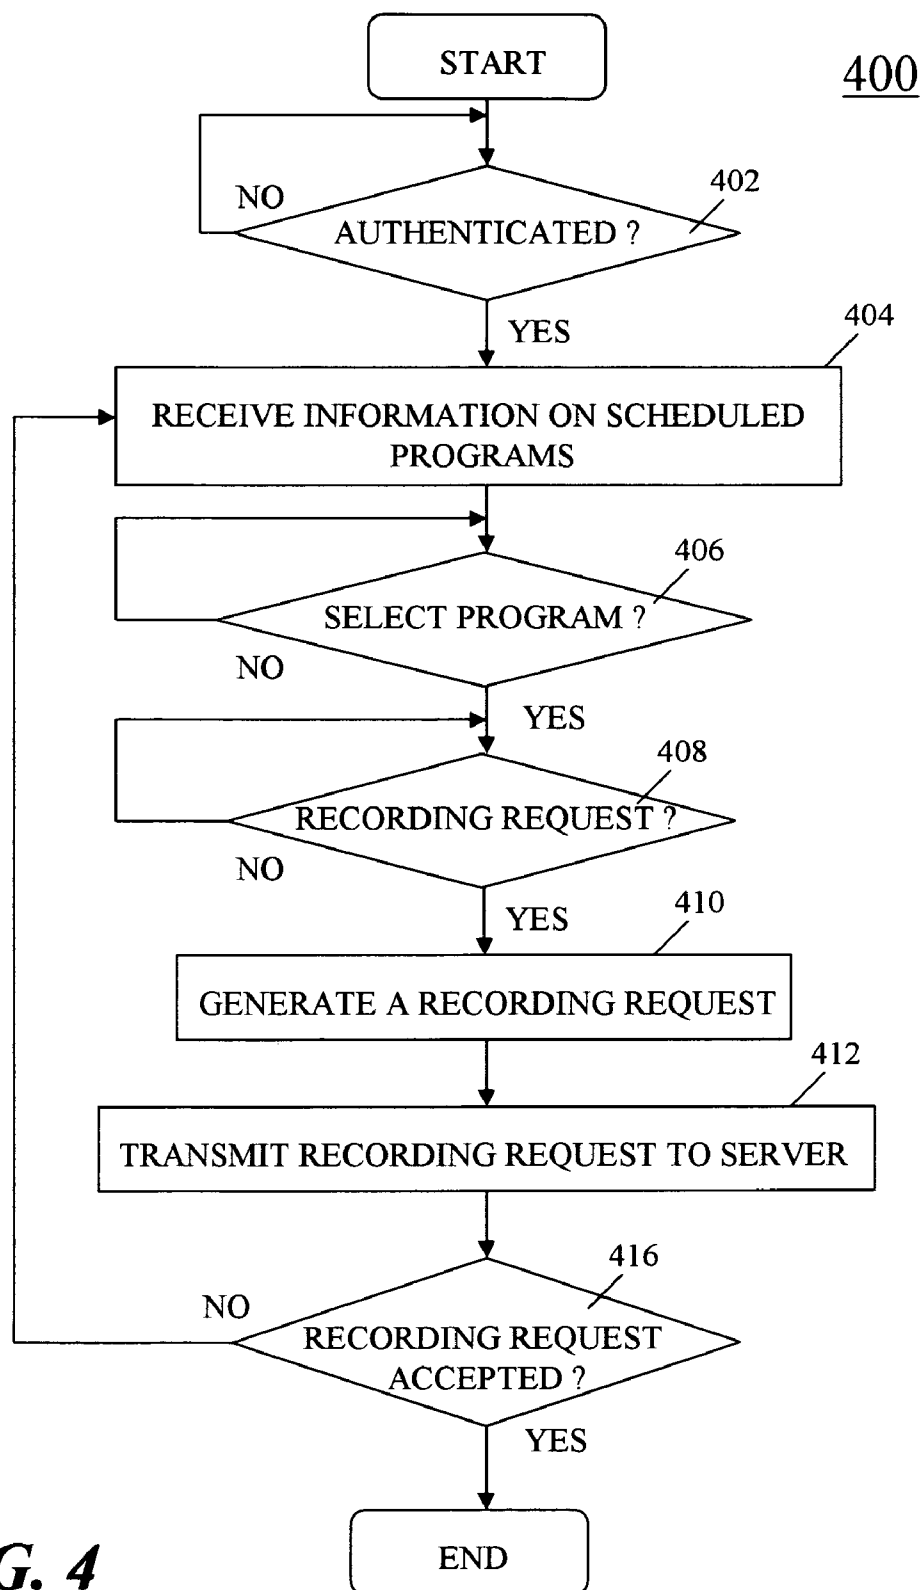 START
400
NO
402
AUTHENTICATED ?
YES
404
RECEIVE INFORMATION ON SCHEDULED
PROGRAMS
406
SELECT PROGRAM ?
NO
YES
408
RECORDING REQUEST ?
NO
YES
410
GENERATE A RECORDING REQUEST
412
TRANSMIT RECORDING REQUEST TO SERVER
416
NO
RECORDING REQUEST
ACCEPTED ?
YES
END
G. 4